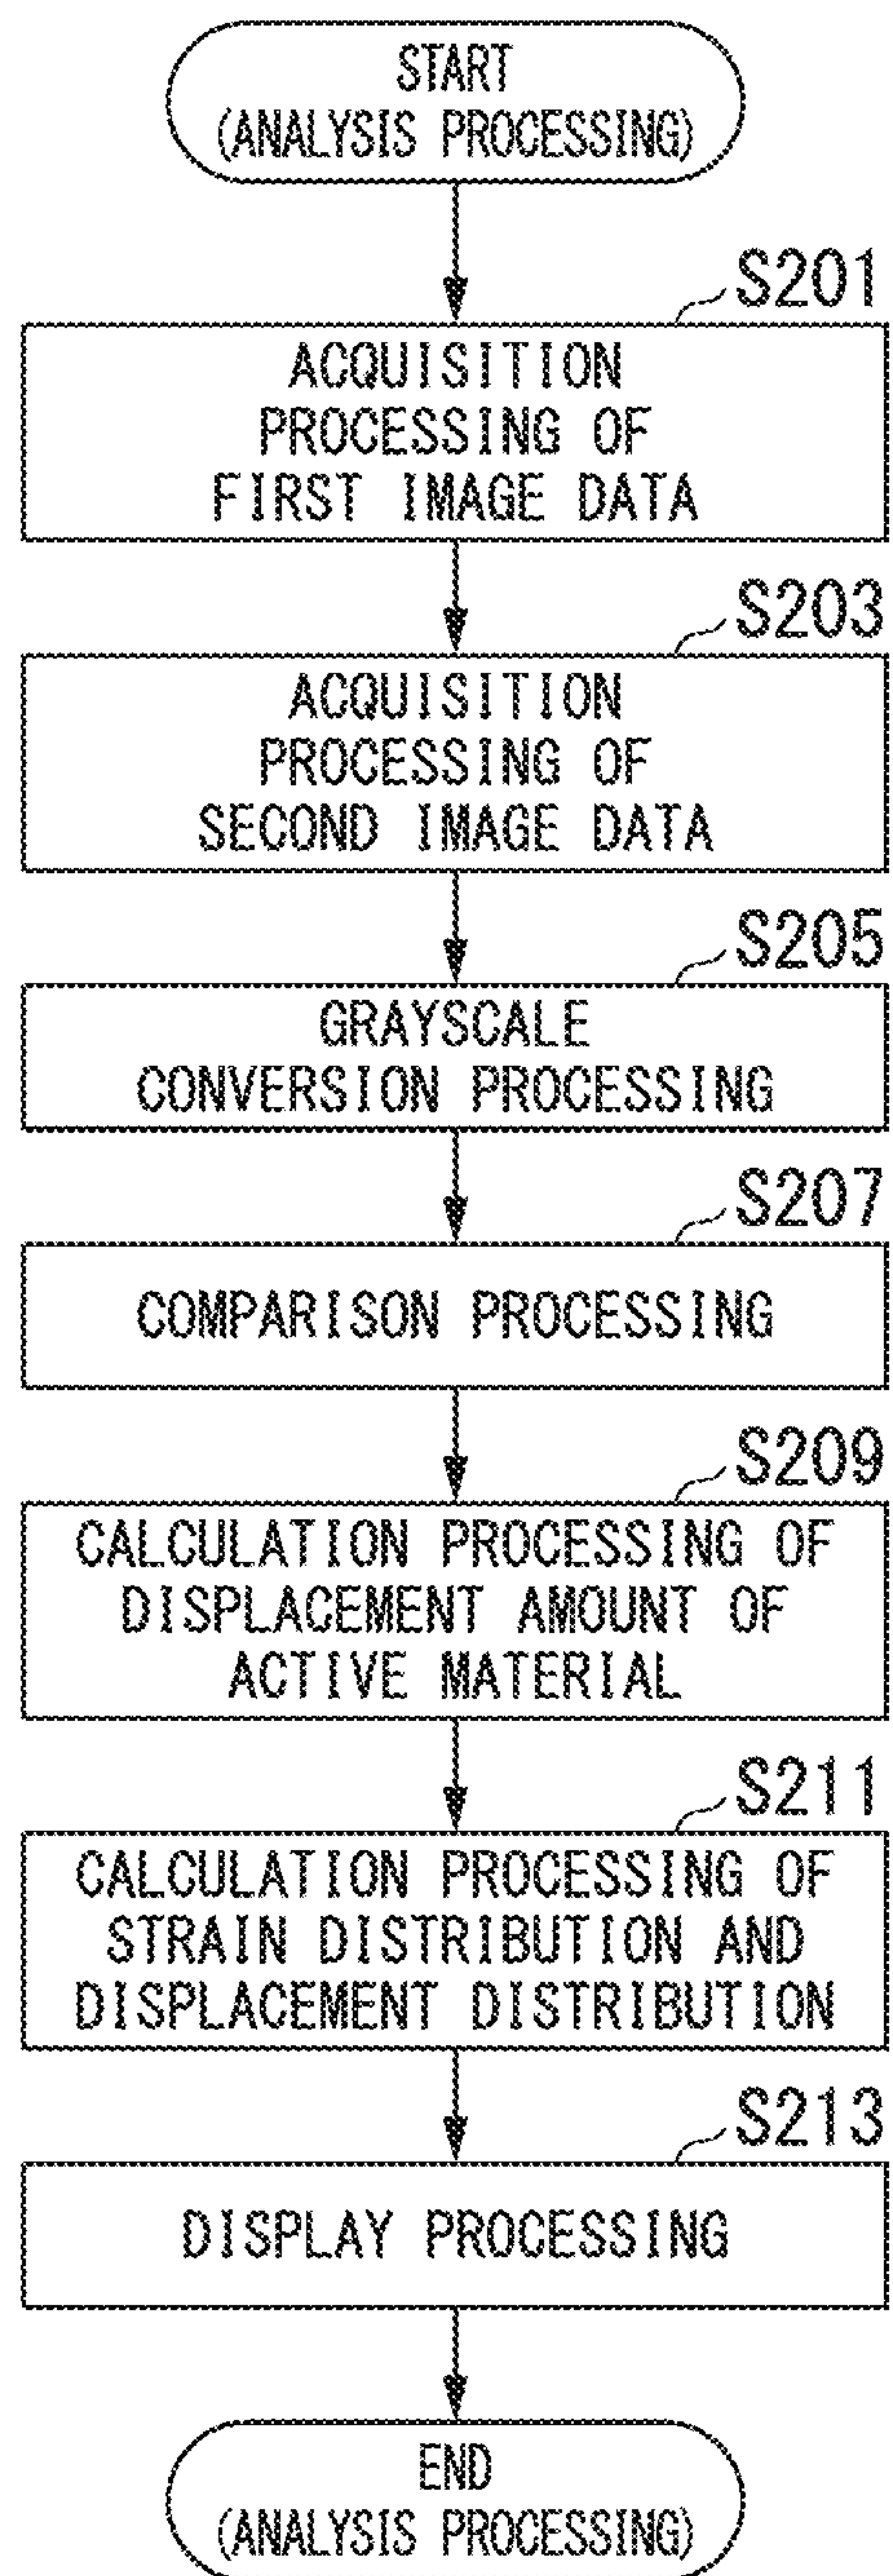 START
(ANALYSIS PROCESSING)
S201
ACQUISITION
PROCESSING OF
FIRST IMAGE DATA
S203
ACQUISITION
PROCESSING OF
SECOND IMAGE DATA
S205
GRAYSCALE
CONVERSION PROCESSING
S207
COMPARISON PROCESSING
S209
CALCULATION PROCESSING OF
DISPLACEMENT AMOUNT OF
ACTIVE MATERIAL
S211
CALCULATION PROCESSING OF
STRAIN DISTRIBUTION AND
DISPLACEMENT DISTRIBUTION
S213
DISPLAY PROCESSING
END
(ANALYSIS PROCESSING)